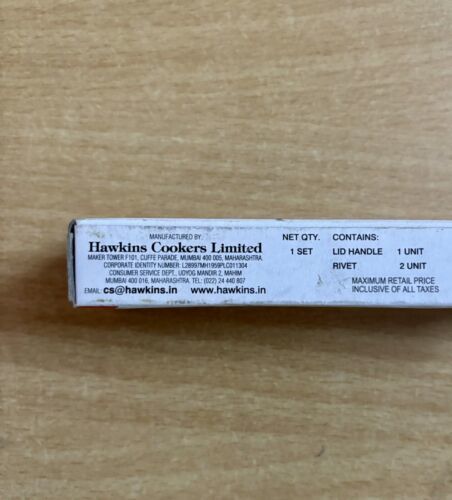 MANUFACTURED BY:
Hawkins Cookers Limited
MAKER TOWER F101, CUFFE PARADE, MUMBAI 400 005, MAHARASHTRA.
CORPORATE IDENTITY NUMBER: L28997MH1959PLC011304
CONSUMER SERVICE DEPT., UDYOG MANDIR 2, MAHIM
MUMBAI 400 016, MAHARASHTRA. TEL: (022) 24 440 807
EMAIL: cs@hawkins.in www.hawkins.in
NET QTY. CONTAINS:
1 SET LID HANDLE 1 UNIT
RIVET 2 UNIT
MAXIMUM RETAIL PRICE
INCLUSIVE OF ALL TAXES